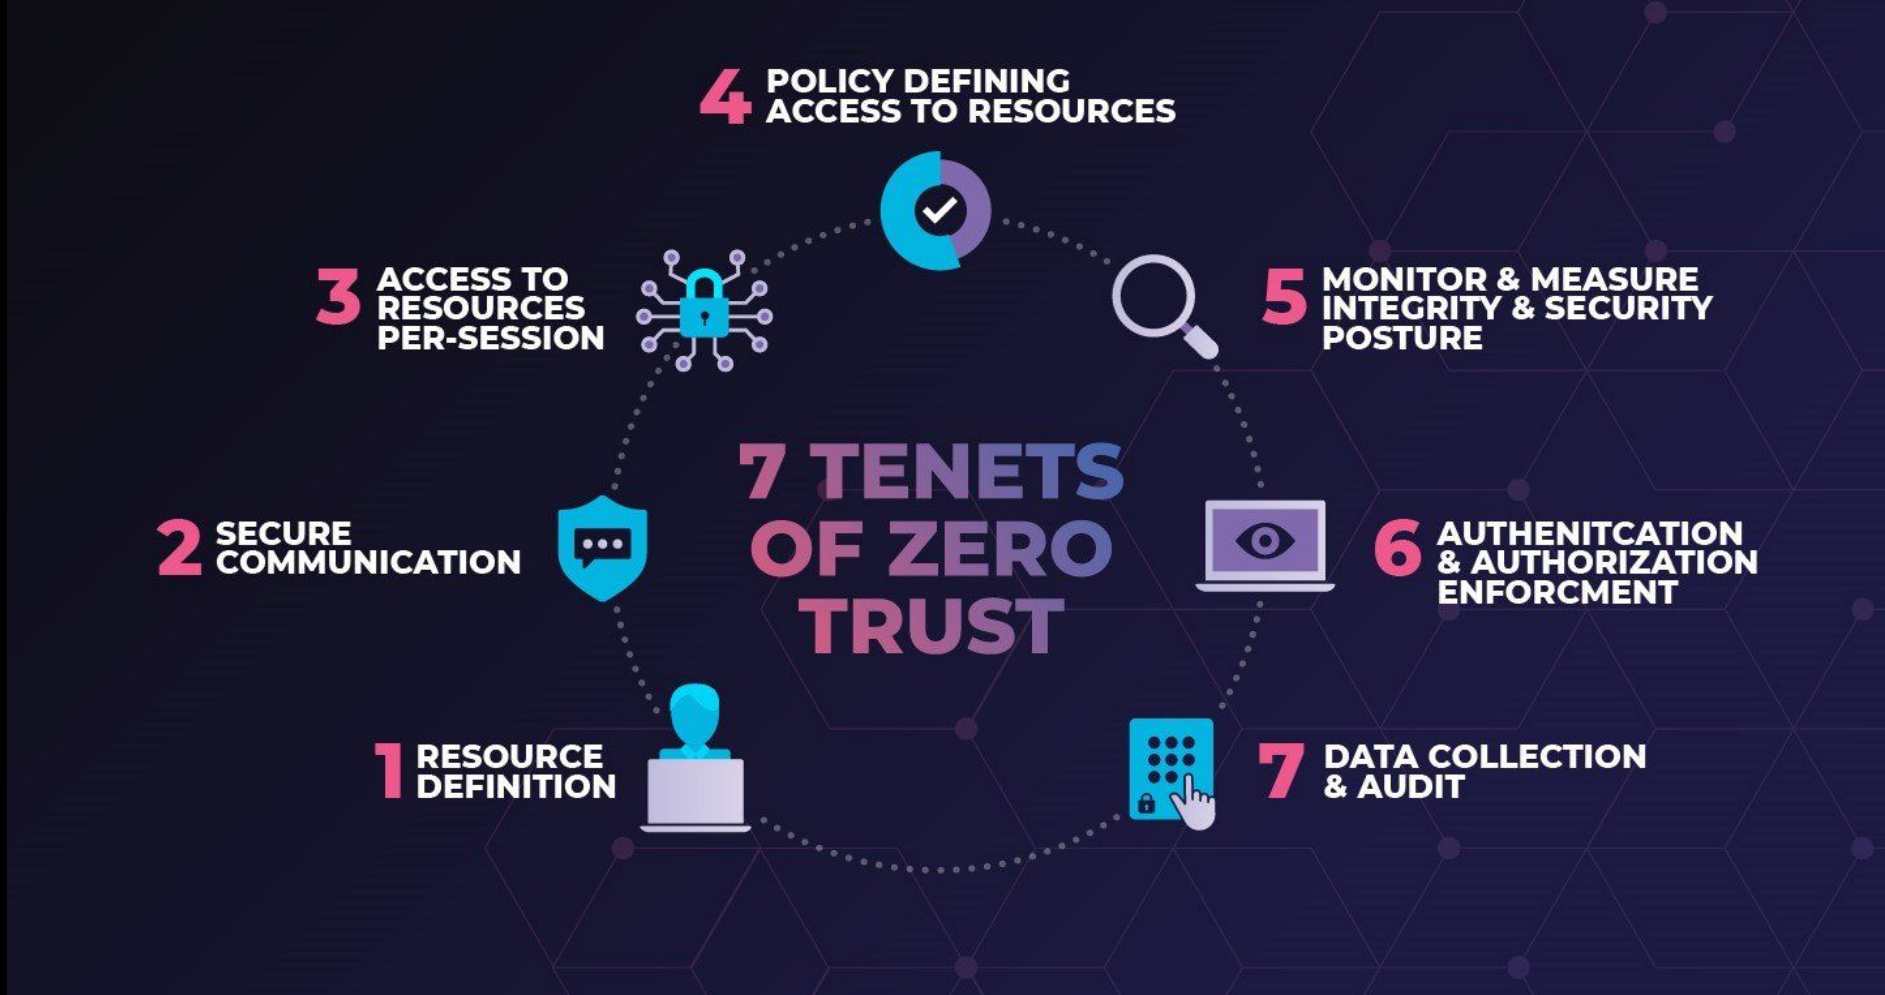 4 POLICY DEFINING
ACCESS TO RESOURCES
3 ACCESS TO
RESOURCES
PER-SESSION
5 MONITOR & MEASURE
INTEGRITY & SECURITY
POSTURE
7 TENETS
OF ZERO
TRUST
2 SECURE
COMMUNICATION
6 AUTHENITCATION
& AUTHORIZATION
ENFORCMENT
1 RESOURCE
DEFINITION
7 DATA COLLECTION
& AUDIT